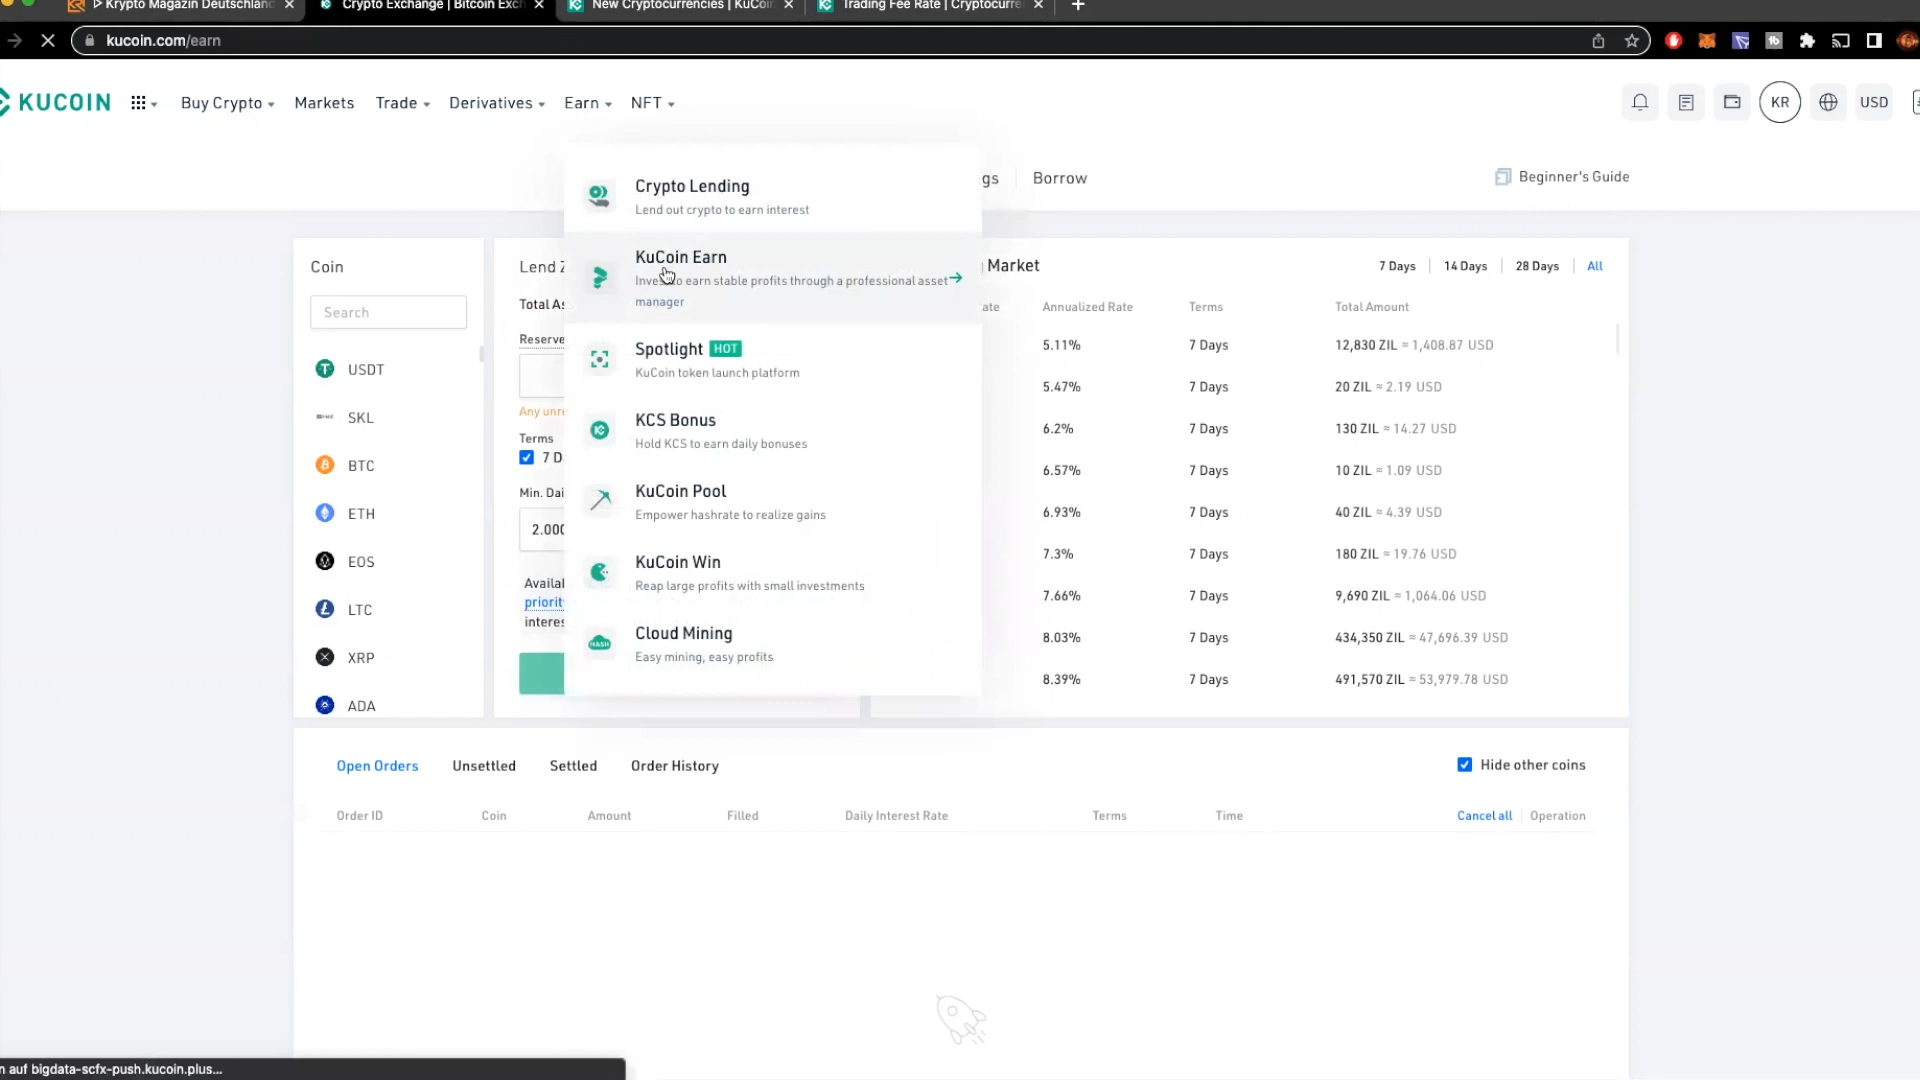 ▷ Krypto Magazin Deutschland
Crypto Exchange | Bitcoin Exch
New Cryptocurrencies | KuCoin
Trading Fee Rate | Cryptocurre
kucoin.com/earn
KUCOIN
Buy Crypto
Markets
Trade
Derivatives
Earn
NFT
KR
USD
Borrow
Beginner's Guide
Crypto Lending
Lend out crypto to earn interest
KuCoin Earn
Invest to earn stable profits through a professional asset
manager
Spotlight HOT
KuCoin token launch platform
KCS Bonus
Hold KCS to earn daily bonuses
KuCoin Pool
Empower hashrate to realize gains
KuCoin Win
Reap large profits with small investments
Cloud Mining
HASH
Easy mining, easy profits
Coin
Search
USDT
SKL
BTC
ETH
EOS
LTC
XRP
ADA
Lend
Total
Terms
7 D
Min.
2.000
Market
7 Days
14 Days
28 Days
All
Annualized Rate Terms Total Amount
5.11% 7 Days 12,830 ZIL ≈ 1,408.87 USD
5.47% 7 Days 20 ZIL ≈ 2.19 USD
6.2% 7 Days 130 ZIL ≈ 14.27 USD
6.57% 7 Days 10 ZIL ≈ 1.09 USD
6.93% 7 Days 40 ZIL ≈ 4.39 USD
7.3% 7 Days 180 ZIL ≈ 19.76 USD
7.66% 7 Days 9,690 ZIL ≈ 1,064.06 USD
8.03% 7 Days 434,350 ZIL ≈ 47,696.39 USD
8.39% 7 Days 491,570 ZIL ≈ 53,979.78 USD
Open Orders
Unsettled
Settled
Order History
Hide other coins
Order ID Coin Amount Filled Daily Interest Rate Terms Time Cancel all Operation
n auf bigdata-scfx-push.kucoin.plus...